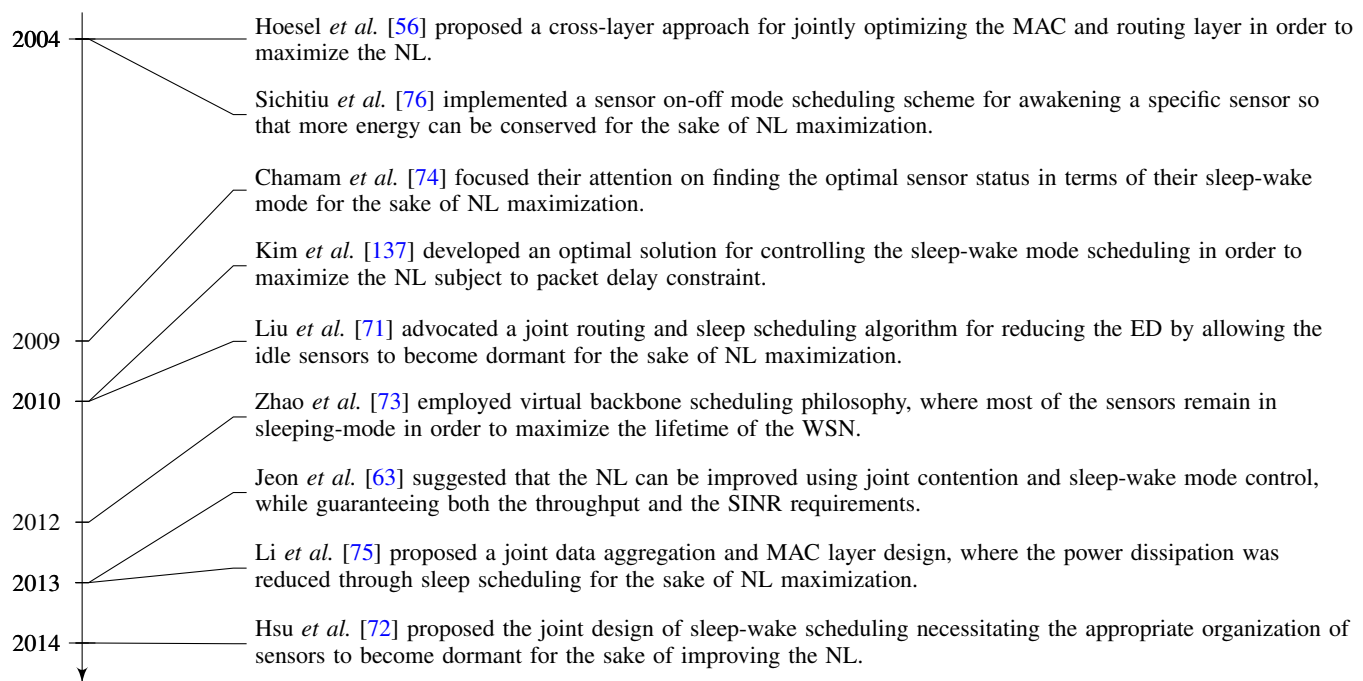 2004
Hoesel et al. [56] proposed a cross-layer approach for jointly optimizing the MAC and routing layer in order to
maximize the NL.
Sichitiu et al. [76] implemented a sensor on-off mode scheduling scheme for awakening a specific sensor so
that more energy can be conserved for the sake of NL maximization.
Chamam et al. [74] focused their attention on finding the optimal sensor status in terms of their sleep-wake
mode for the sake of NL maximization.
Kim et al. [137] developed an optimal solution for controlling the sleep-wake mode scheduling in order to
maximize the NL subject to packet delay constraint.
2009
Liu et al. [71] advocated a joint routing and sleep scheduling algorithm for reducing the ED by allowing the
idle sensors to become dormant for the sake of NL maximization.
2010
Zhao et al. [73] employed virtual backbone scheduling philosophy, where most of the sensors remain in
sleeping-mode in order to maximize the lifetime of the WSN.
Jeon et al. [63] suggested that the NL can be improved using joint contention and sleep-wake mode control,
while guaranteeing both the throughput and the SINR requirements.
2012
Li et al. [75] proposed a joint data aggregation and MAC layer design, where the power dissipation was
reduced through sleep scheduling for the sake of NL maximization.
2013
Hsu et al. [72] proposed the joint design of sleep-wake scheduling necessitating the appropriate organization of
sensors to become dormant for the sake of improving the NL.
2014